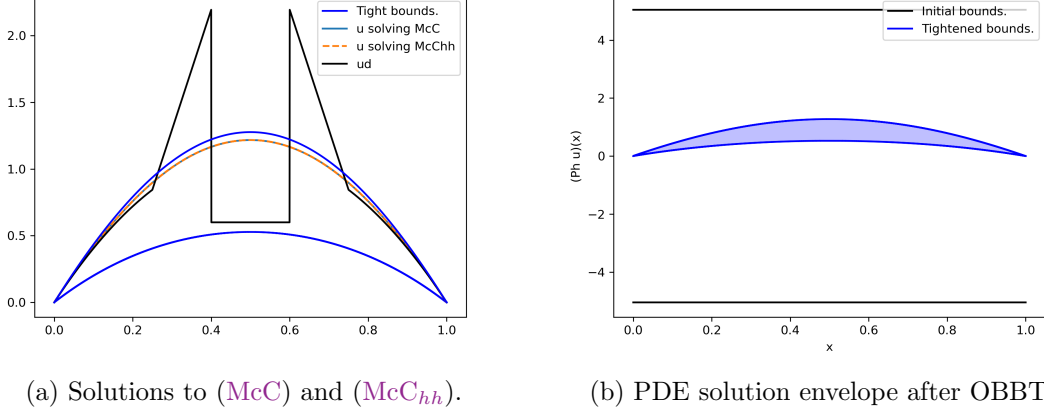 Tight bounds.
u solving McC
u solving McChh
ud
2.0
1.5
1.0
0.5
0.0
0.0 0.2 0.4 0.6 0.8 1.0
(a) Solutions to (McC) and (McC_hh).
Initial bounds.
Tightened bounds.
4
2
0
−2
−4
(Ph u)(x)
0.0 0.2 0.4 0.6 0.8 1.0
x
(b) PDE solution envelope after OBBT